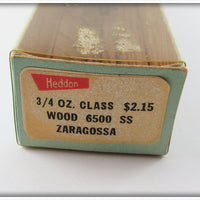 Heddon
3/4 OZ. CLASS $2.15
WOOD 6500 SS
ZARAGOSSA